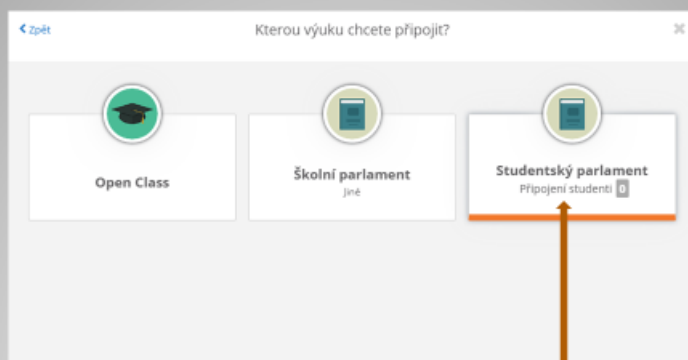 Zpět
Kterou výuku chcete připojit?
Open Class
Školní parlament
Jiné
Studentský parlament
Připojení studenti 0